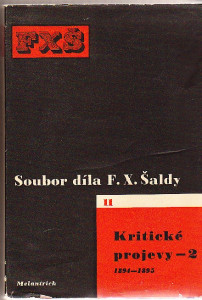 FXŠ
Soubor díla F. X. Šaldy
11
Kritické
projevy—2
1894—1895
Melantrich